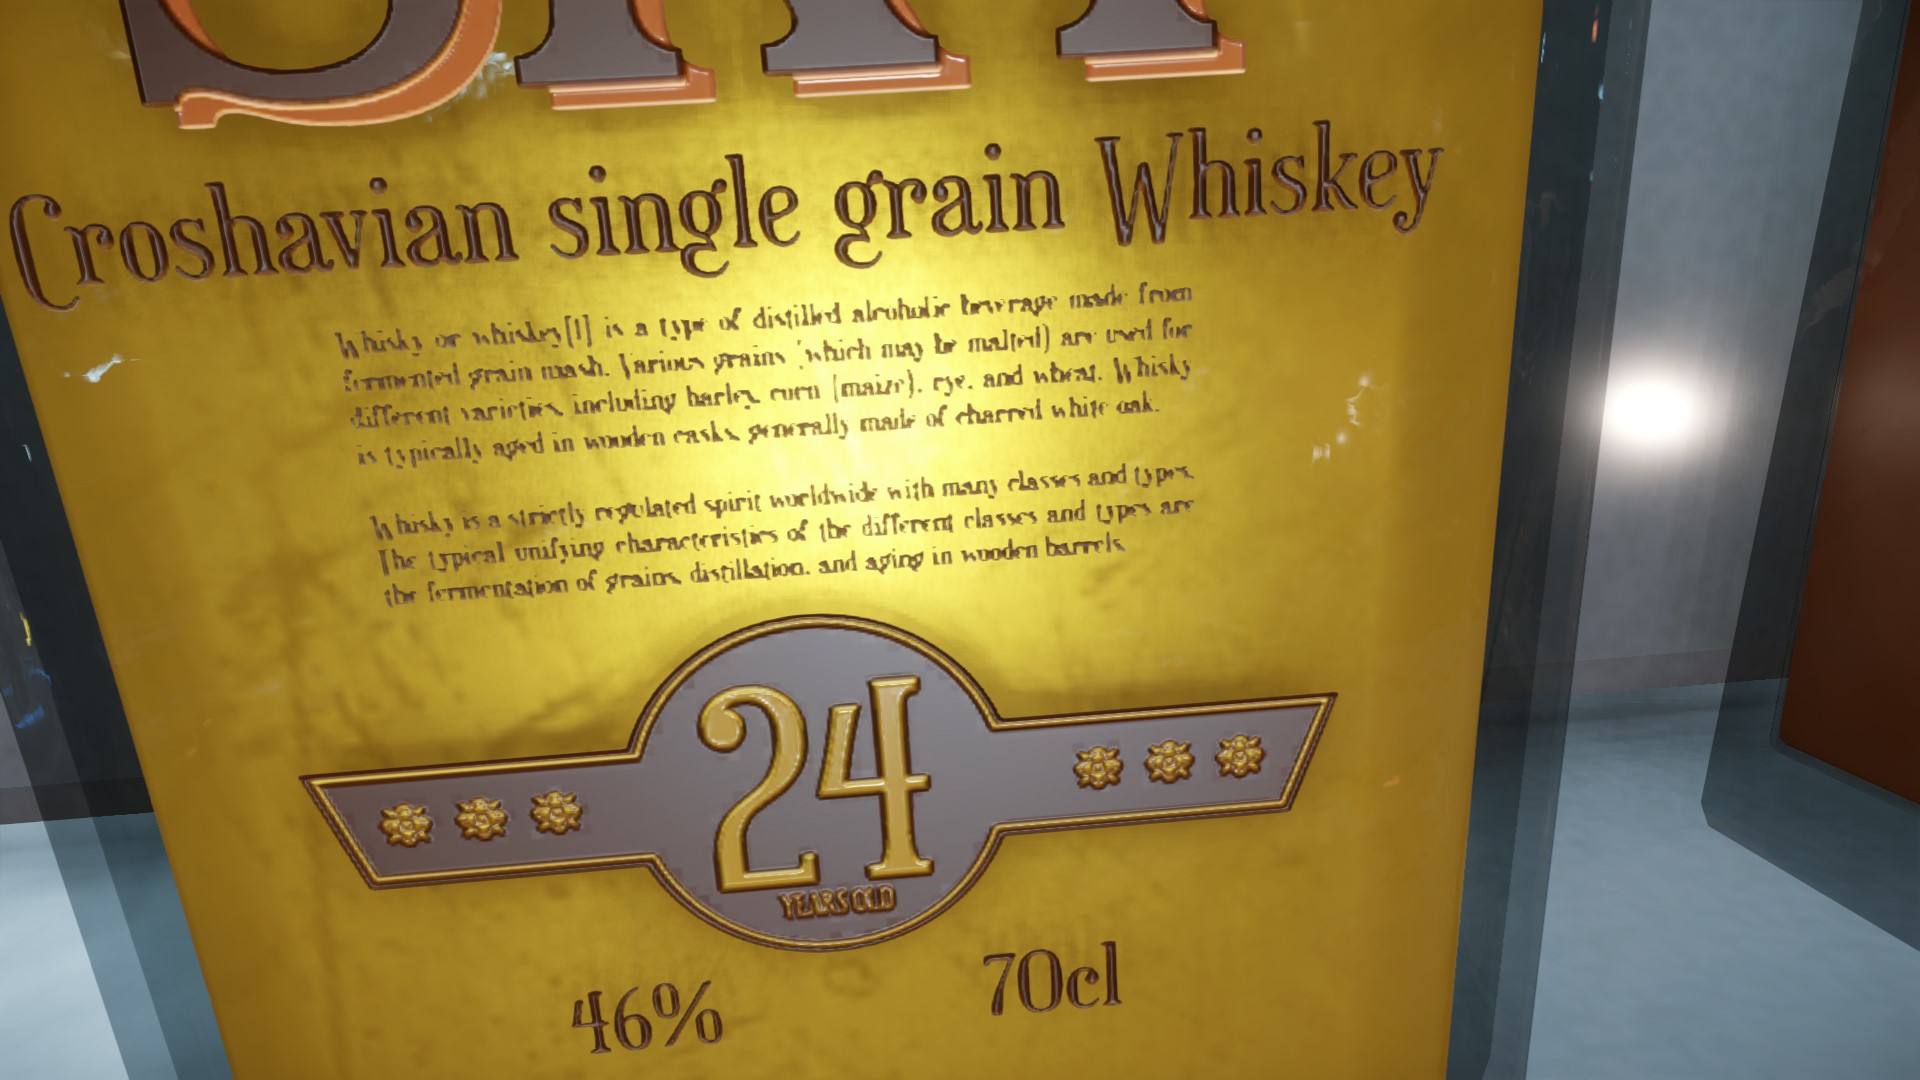 Croshavian single grain Whiskey
Whisky or whiskey[1] is a type of distilled alcoholic beverage made from
fermented grain mash. Various grains (which may be malted) are used for
different varieties, including barley, corn (maize), rye, and wheat. Whisky
is typically aged in wooden casks, generally made of charred white oak.
Whisky is a strictly regulated spirit worldwide with many classes and types.
The typical unifying characteristics of the different classes and types are
the fermentation of grains, distillation, and aging in wooden barrels.
24
YEARS OLD
46%
70cl